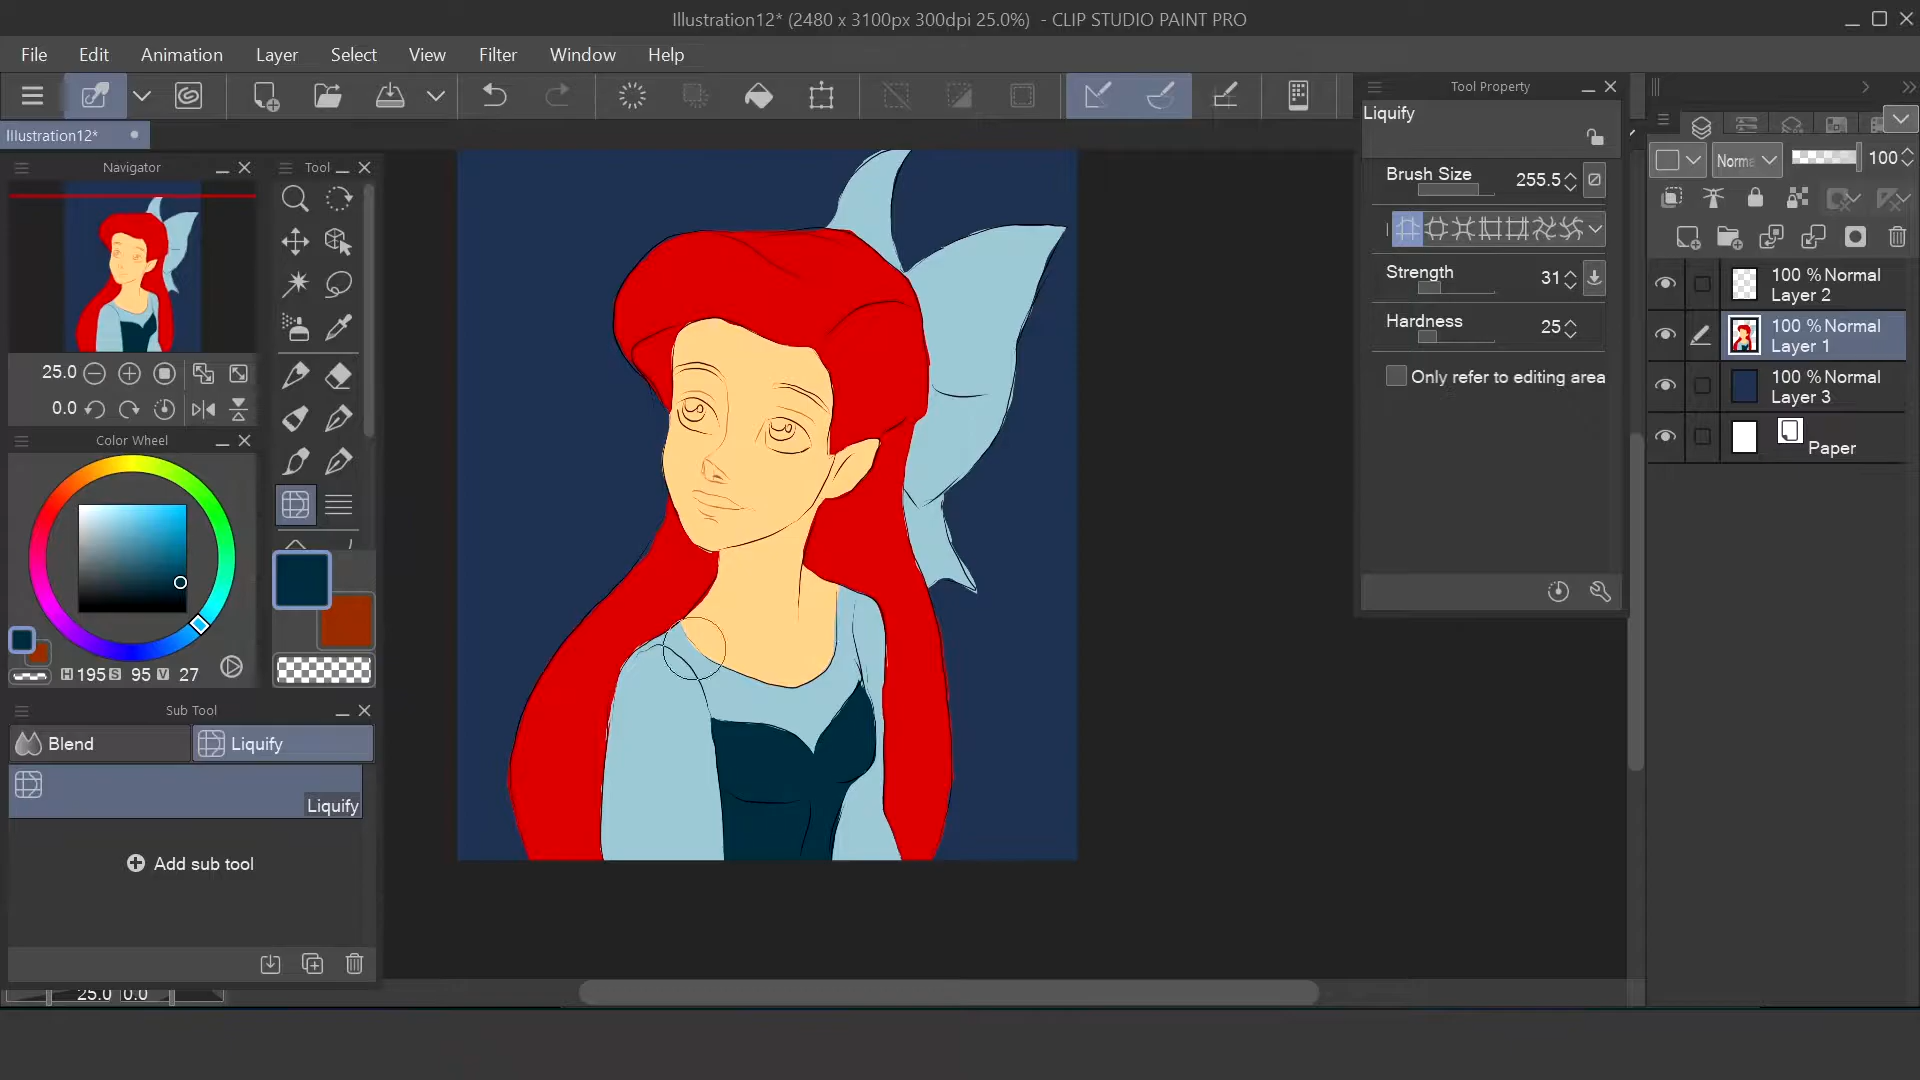 Illustration12* (2480 x 3100px 300dpi 25.0%) - CLIP STUDIO PAINT PRO
File Edit Animation Layer Select View Filter Window Help
Tool Property
Liquify
Illustration12*
Navigator
Tool
Brush Size 255.5
Strength 31
Hardness 25
Only refer to editing area
Norma 100
100 % Normal
Layer 2
100 % Normal
Layer 1
100 % Normal
Layer 3
Paper
25.0
0.0
Color Wheel
H 195 S 95 V 27
Sub Tool
Blend Liquify
Liquify
Add sub tool
25.0 0.0